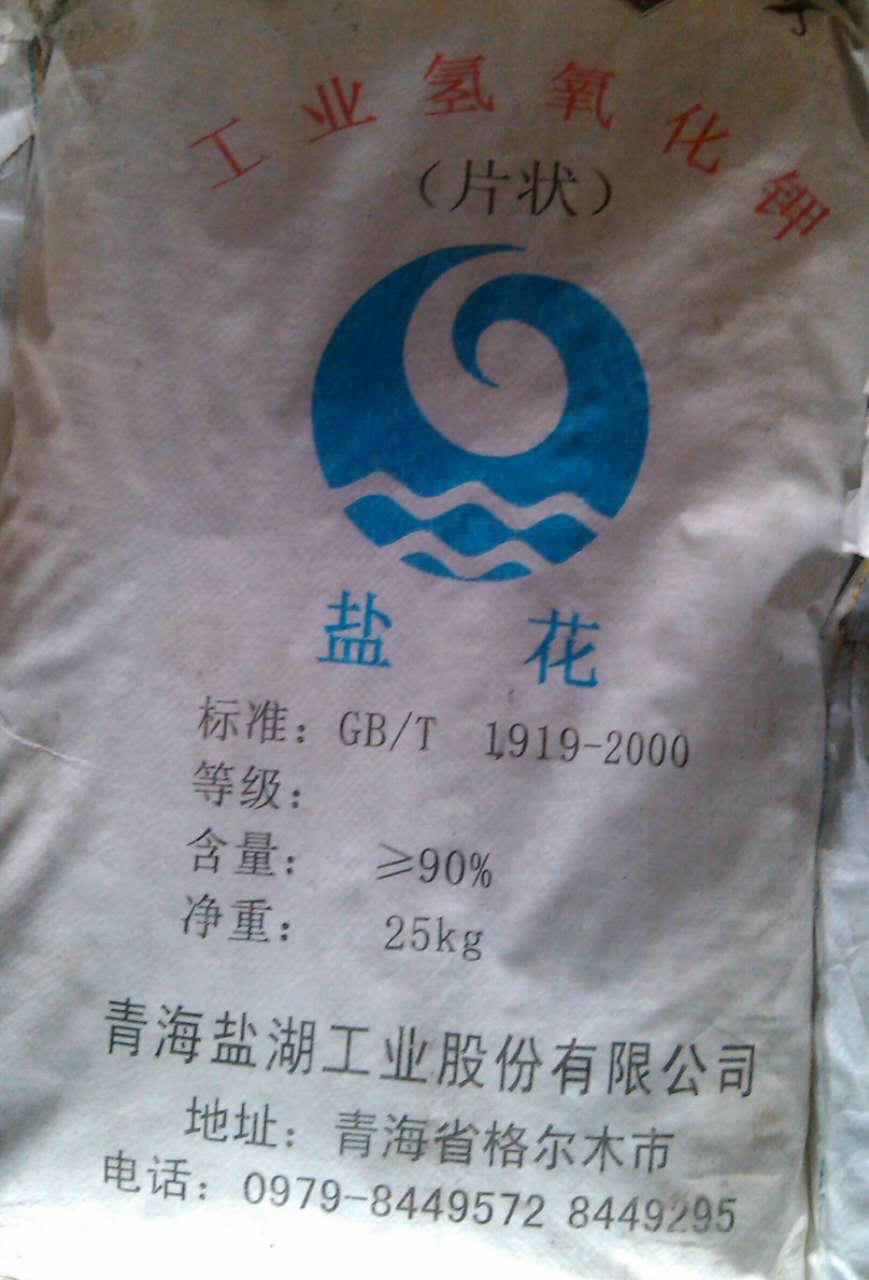 工业氢氧化钾
（片状）
盐 花
标准：GB/T 1919-2000
等级：
含量： ≥90%
净重： 25kg
青海盐湖工业股份有限公司
地址：青海省格尔木市
电话：0979-8449572 8449295